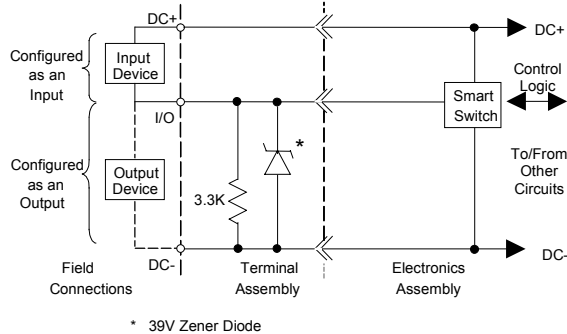 DC+
DC+
Configured
as an
Input
Input
Device
Smart
Switch
Control
Logic
I/O
Configured
as an
Output
Output
Device
3.3K
*
To/From
Other
Circuits
DC-
DC-
Field
Connections
Terminal
Assembly
Electronics
Assembly
* 39V Zener Diode